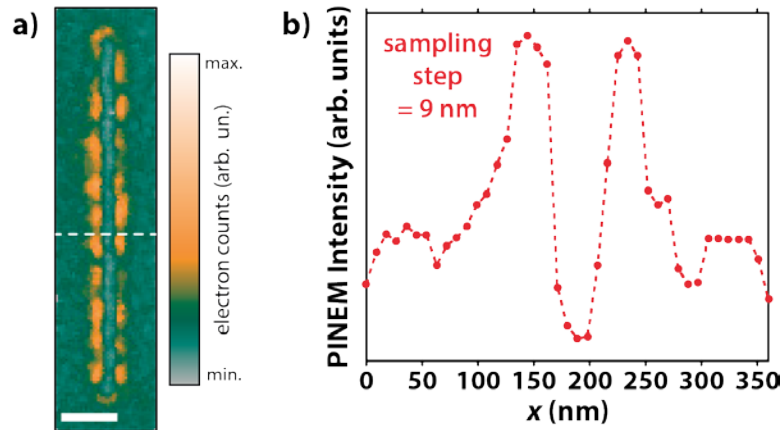 a)
max.
electron counts (arb. un.)
min.
b)
PINEM Intensity (arb. units)
sampling
step
= 9 nm
0 50 100 150 200 250 300 350
x (nm)